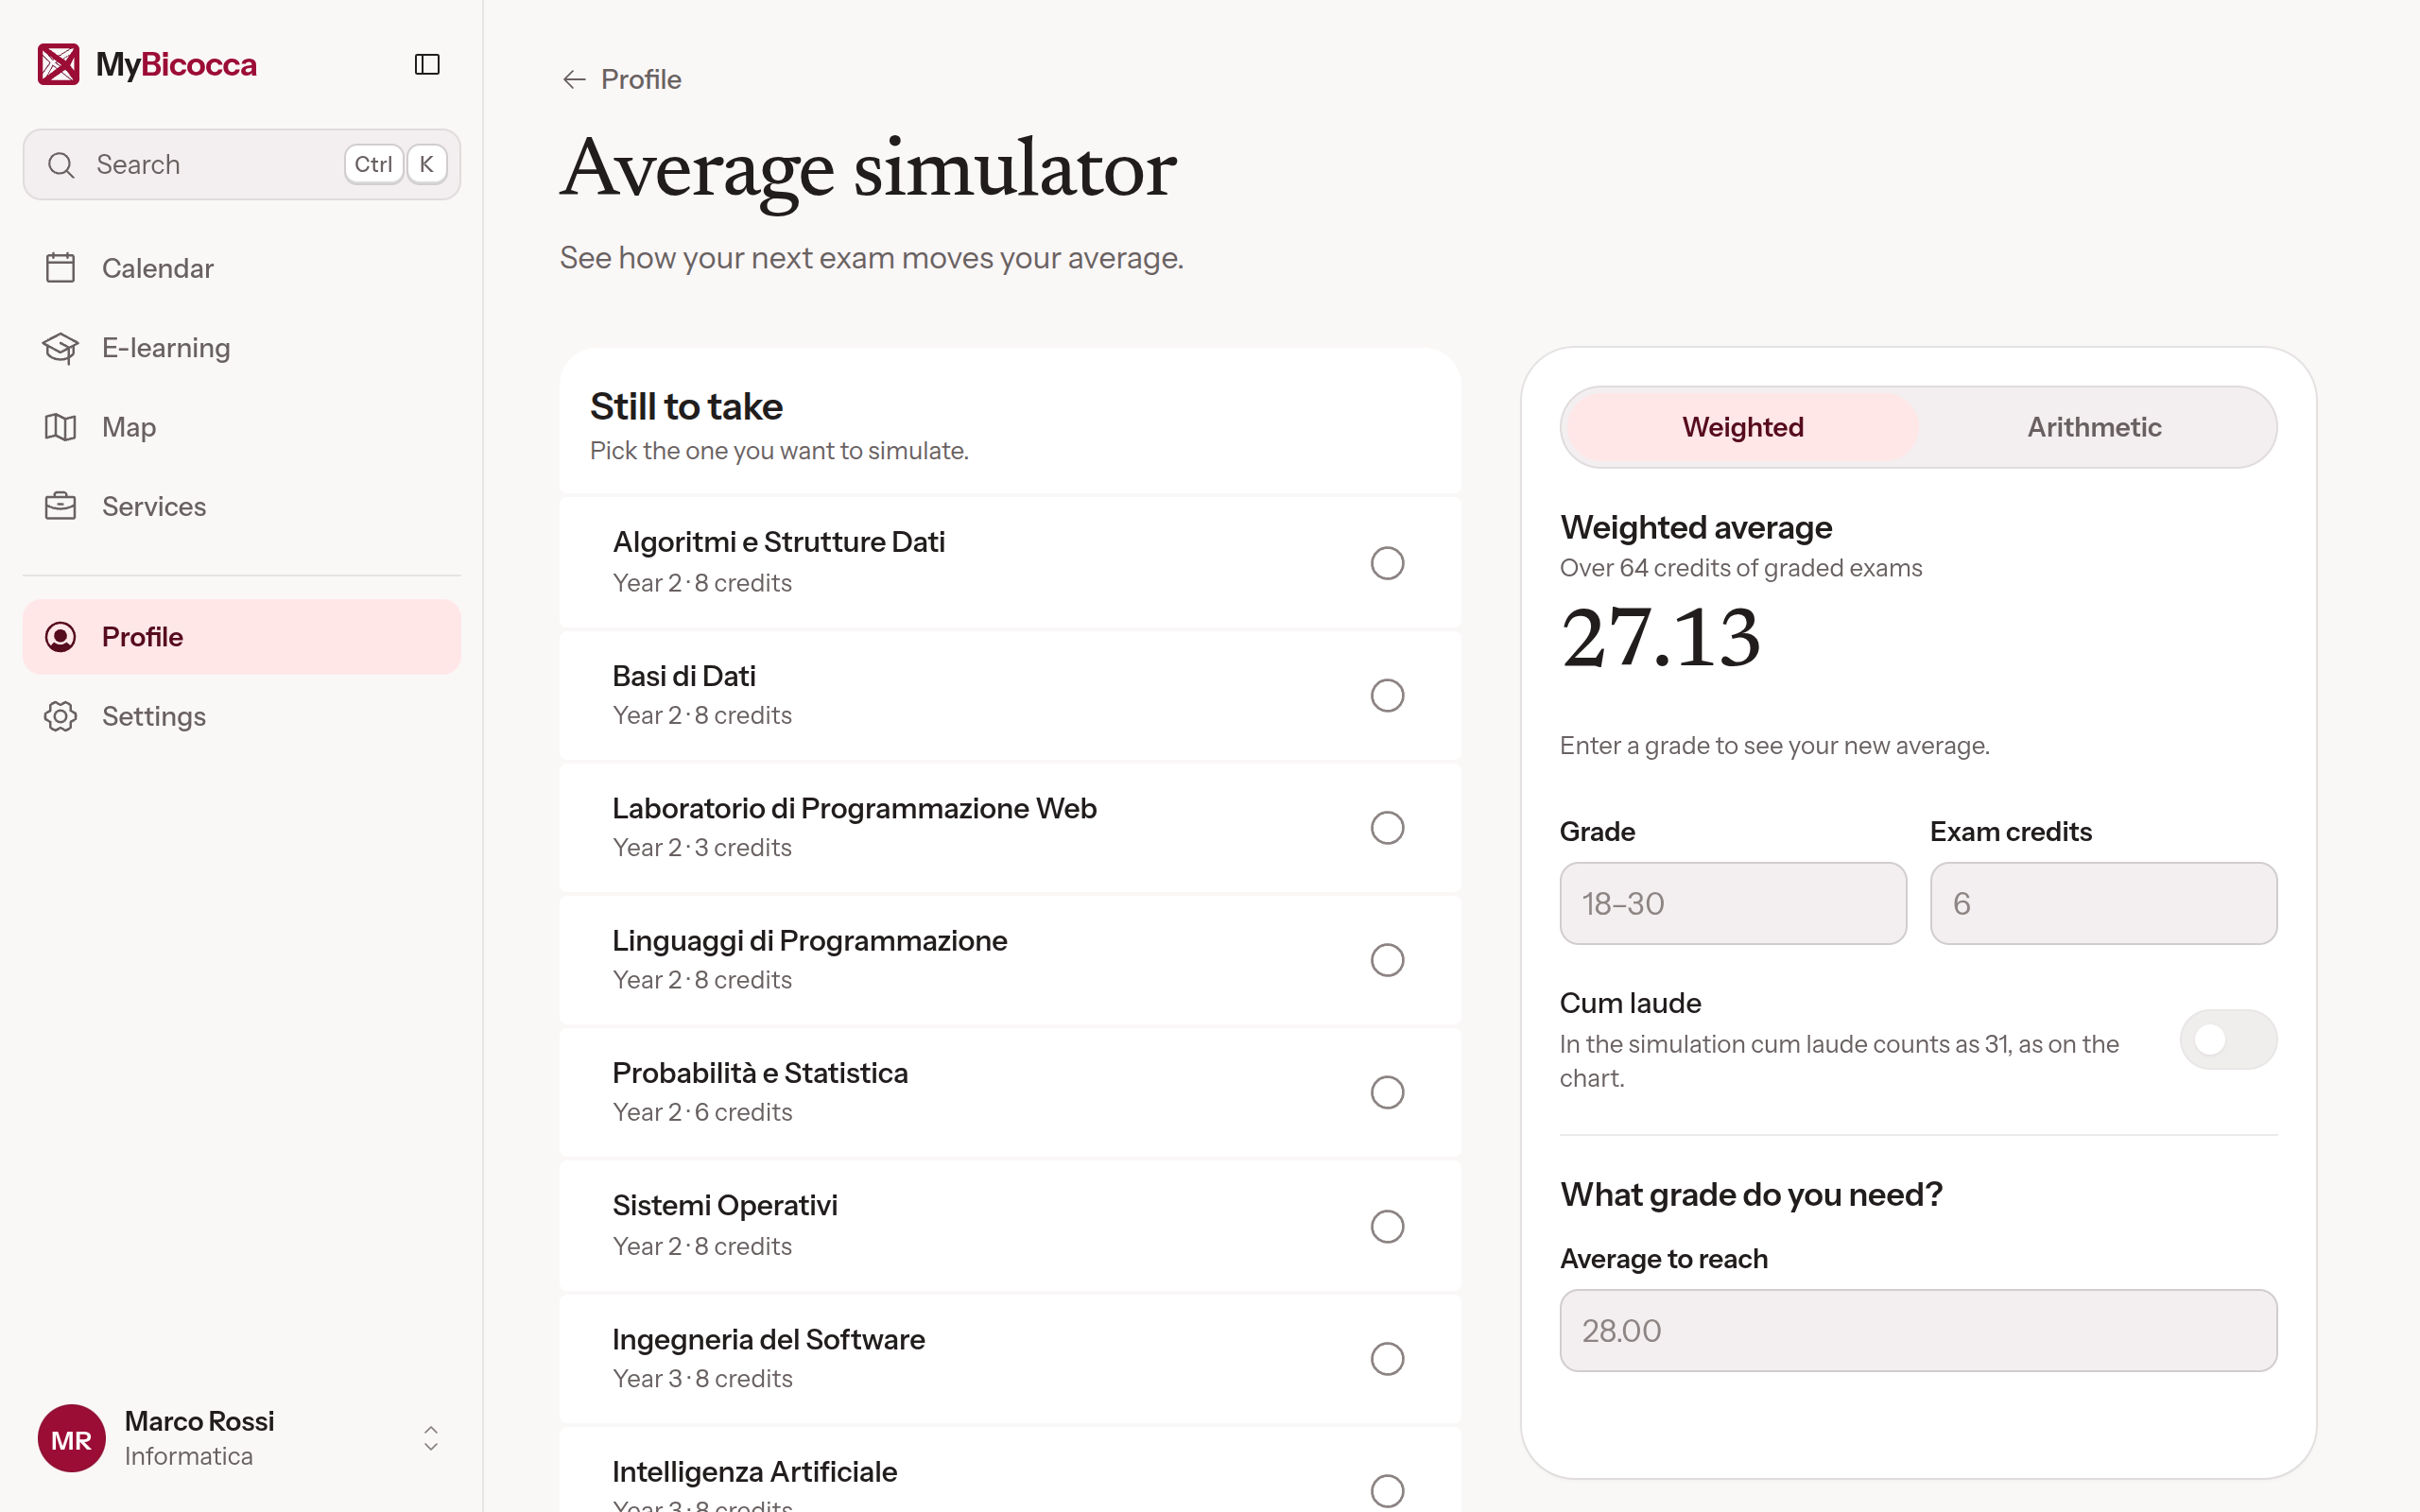 MyBicocca
Search
Ctrl K
Calendar
E-learning
Map
Services
Profile
Settings
MR
Marco Rossi
Informatica
Profile
Average simulator
See how your next exam moves your average.
Still to take
Pick the one you want to simulate.
Algoritmi e Strutture Dati
Year 2 · 8 credits
Basi di Dati
Year 2 · 8 credits
Laboratorio di Programmazione Web
Year 2 · 3 credits
Linguaggi di Programmazione
Year 2 · 8 credits
Probabilità e Statistica
Year 2 · 6 credits
Sistemi Operativi
Year 2 · 8 credits
Ingegneria del Software
Year 3 · 8 credits
Intelligenza Artificiale
Year 3 · 8 credits
Weighted
Arithmetic
Weighted average
Over 64 credits of graded exams
27.13
Enter a grade to see your new average.
Grade
Exam credits
18–30
6
Cum laude
In the simulation cum laude counts as 31, as on the
chart.
What grade do you need?
Average to reach
28.00